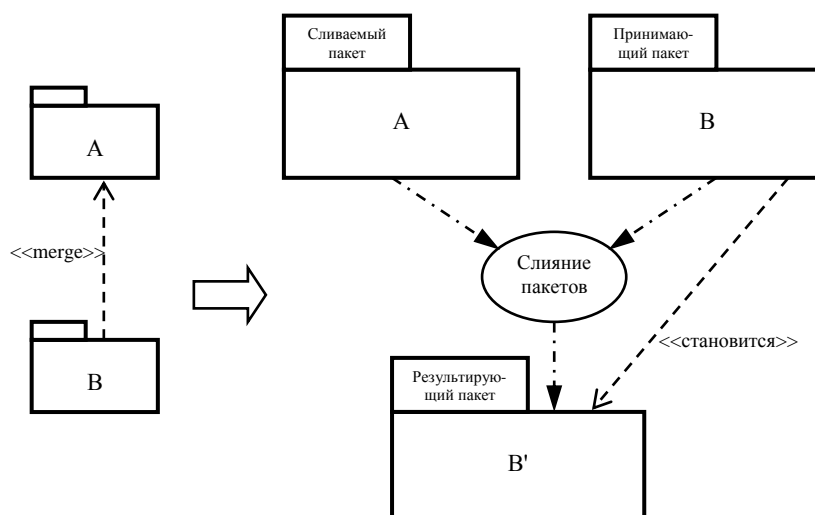 A
<<merge>>
B
Сливаемый
пакет
A
Принимаю-
щий пакет
B
Слияние
пакетов
<<становится>>
Результирую-
щий пакет
B'